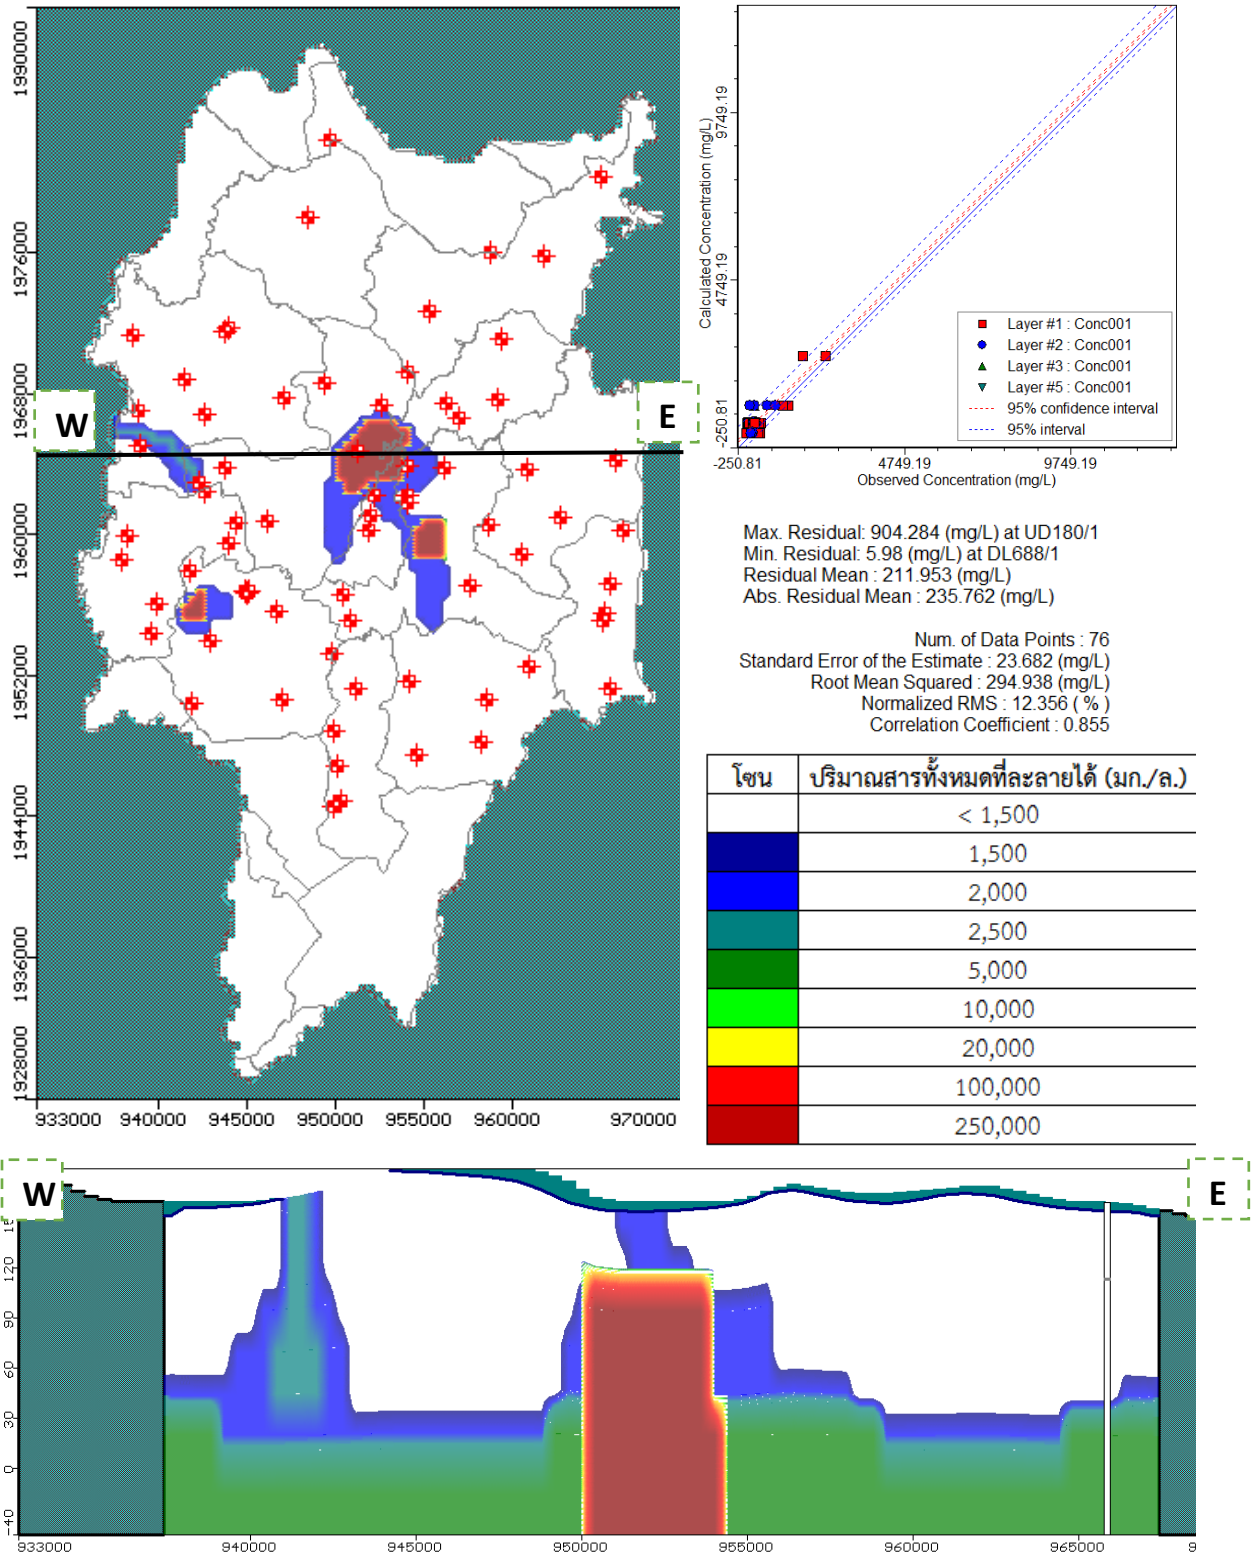 1990000
1976000
1968000
1960000
1952000
1944000
1936000
1928000
933000 940000 945000 950000 955000 960000 970000
W
E
Calculated Concentration (mg/L)
9749.19
4749.19
-250.81
-250.81 4749.19 9749.19
Observed Concentration (mg/L)
Layer #1 : Conc001
Layer #2 : Conc001
Layer #3 : Conc001
Layer #5 : Conc001
95% confidence interval
95% interval
Max. Residual: 904.284 (mg/L) at UD180/1
Min. Residual: 5.98 (mg/L) at DL688/1
Residual Mean : 211.953 (mg/L)
Abs. Residual Mean : 235.762 (mg/L)
Num. of Data Points : 76
Standard Error of the Estimate : 23.682 (mg/L)
Root Mean Squared : 294.938 (mg/L)
Normalized RMS : 12.356 ( % )
Correlation Coefficient : 0.855
โซน ปริมาณสารทั้งหมดที่ละลายได้ (มก./ล.)
< 1,500
1,500
2,000
2,500
5,000
10,000
20,000
100,000
250,000
W
E
120
90
60
30
0
-40
933000 940000 945000 950000 955000 960000 965000